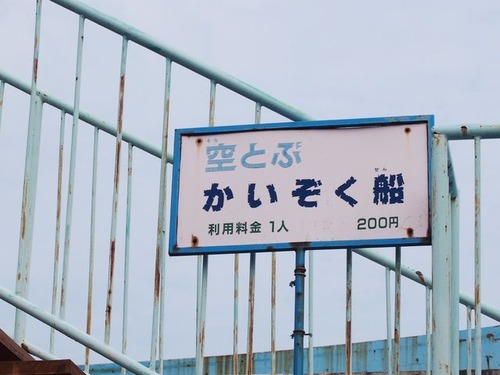 空とぶ
かいぞく船
利用料金 1人 200円